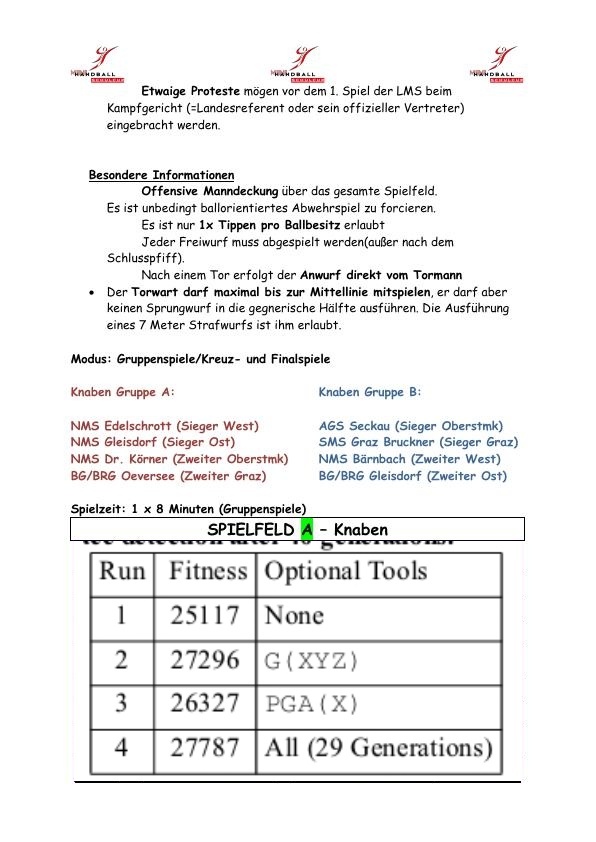 HANDBALL
HANDBALL
HANDBALL
Etwaige Proteste mögen vor dem 1. Spiel der LMS beim
Kampfgericht (=Landesreferent oder sein offizieller Vertreter)
eingebracht werden.
Besondere Informationen
Offensive Manndeckung über das gesamte Spielfeld.
Es ist unbedingt ballorientiertes Abwehrspiel zu forcieren.
Es ist nur 1x Tippen pro Ballbesitz erlaubt
Jeder Freiwurf muss abgespielt werden(außer nach dem
Schlusspfiff).
Nach einem Tor erfolgt der Anwurf direkt vom Tormann
• Der Torwart darf maximal bis zur Mittellinie mitspielen, er darf aber
keinen Sprungwurf in die gegnerische Hälfte ausführen. Die Ausführung
eines 7 Meter Strafwurfs ist ihm erlaubt.
Modus: Gruppenspiele/Kreuz- und Finalspiele
Knaben Gruppe A: Knaben Gruppe B:
NMS Edelschrott (Sieger West) AGS Seckau (Sieger Oberstmk)
NMS Gleisdorf (Sieger Ost) SMS Graz Bruckner (Sieger Graz)
NMS Dr. Körner (Zweiter Oberstmk) NMS Bärnbach (Zweiter West)
BG/BRG Oeversee (Zweiter Graz) BG/BRG Gleisdorf (Zweiter Ost)
Spielzeit: 1 x 8 Minuten (Gruppenspiele)
SPIELFELD A – Knaben
Run Fitness Optional Tools
1 25117 None
2 27296 G(XYZ)
3 26327 PGA(X)
4 27787 All (29 Generations)